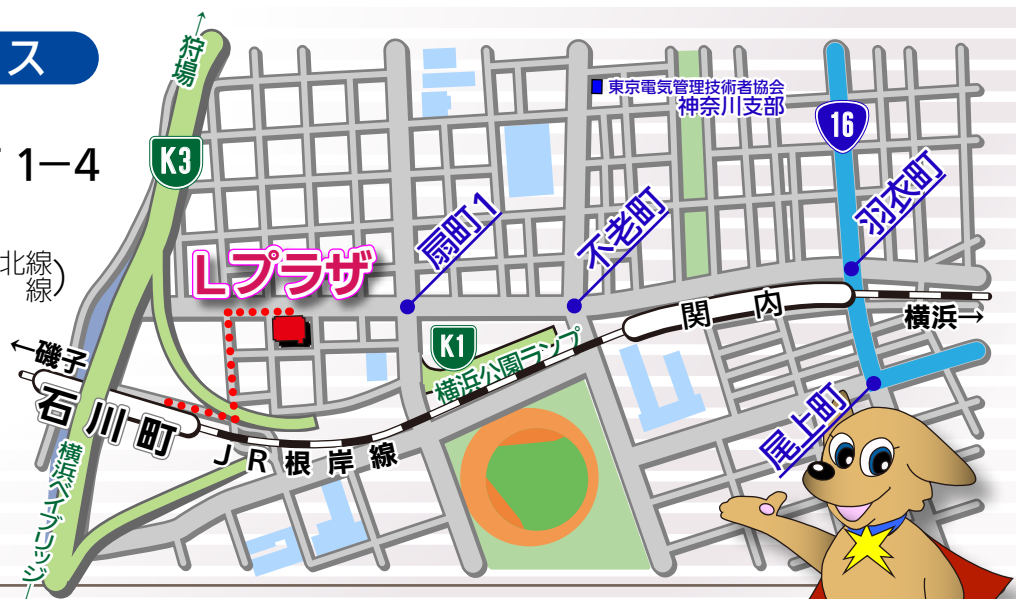 ス
1ー4
北線
線)
狩場
K3
東京電気管理技術者協会
神奈川支部
16
扇町1
不老町
羽衣町
Lプラザ
K1
横浜公園ランプ
関内
横浜→
←磯子
石川町
JR根岸線
尾上町
横浜ベイブリッジ